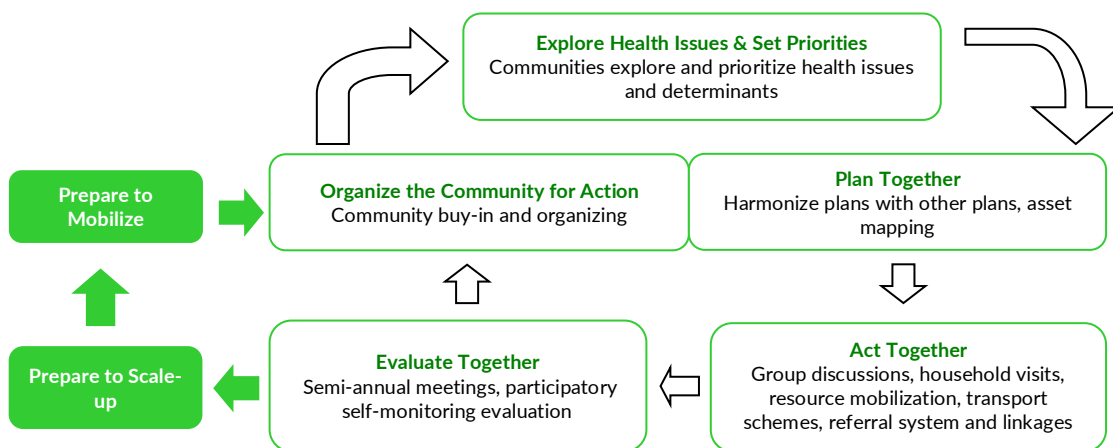 Explore Health Issues & Set Priorities
Communities explore and prioritize health issues
and determinants
Prepare to
Mobilize
Organize the Community for Action
Community buy-in and organizing
Plan Together
Harmonize plans with other plans, asset
mapping
Prepare to Scale-
up
Evaluate Together
Semi-annual meetings, participatory
self-monitoring evaluation
Act Together
Group discussions, household visits,
resource mobilization, transport
schemes, referral system and linkages